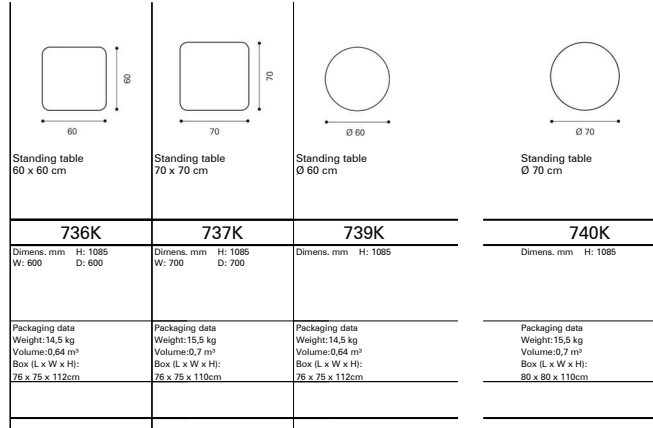 60
60
Standing table
60 x 60 cm
736K
Dimens. mm H: 1085
W: 600 D: 600
Packaging data
Weight:14,5 kg
Volume:0,64 m³
Box (L x W x H):
76 x 75 x 112cm
70
70
Standing table
70 x 70 cm
737K
Dimens. mm H: 1085
W: 700 D: 700
Packaging data
Weight:15,5 kg
Volume:0,7 m³
Box (L x W x H):
76 x 75 x 110cm
Ø 60
Standing table
Ø 60 cm
739K
Dimens. mm H: 1085
Packaging data
Weight:14,5 kg
Volume:0,64 m³
Box (L x W x H):
76 x 75 x 112cm
Ø 70
Standing table
Ø 70 cm
740K
Dimens. mm H: 1085
Packaging data
Weight:15,5 kg
Volume:0,7 m³
Box (L x W x H):
80 x 80 x 110cm